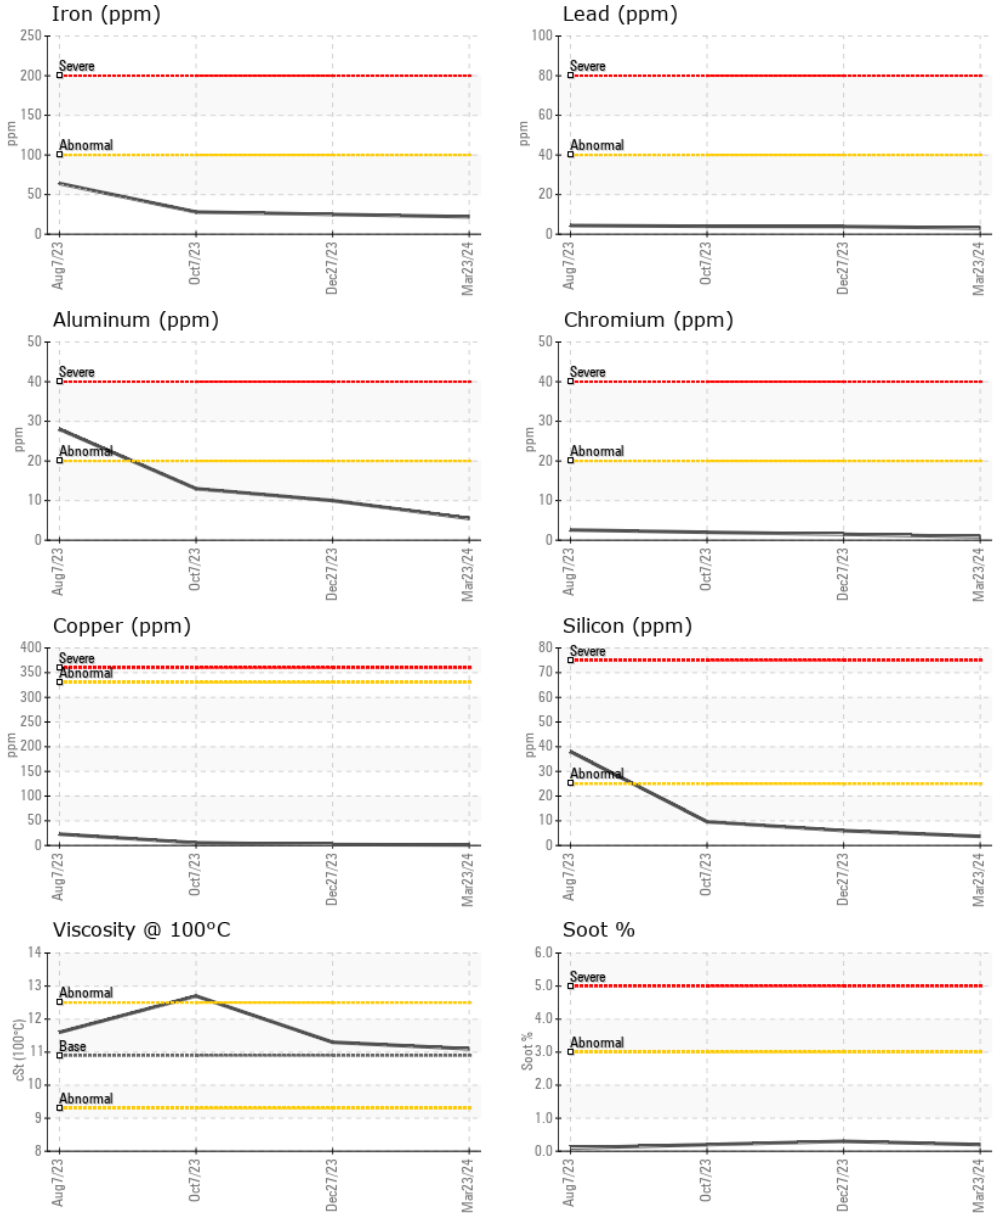 Iron (ppm)
250
200
150
100
50
0
ppm
Severe
Abnormal
Aug7/23
Oct7/23
Dec27/23
Mar23/24
Lead (ppm)
100
80
60
40
20
0
ppm
Severe
Abnormal
Aug7/23
Oct7/23
Dec27/23
Mar23/24
Aluminum (ppm)
50
40
30
20
10
0
ppm
Severe
Abnormal
Aug7/23
Oct7/23
Dec27/23
Mar23/24
Chromium (ppm)
50
40
30
20
10
0
ppm
Severe
Abnormal
Aug7/23
Oct7/23
Dec27/23
Mar23/24
Copper (ppm)
400
350
300
250
200
150
100
50
0
ppm
Severe
Abnormal
Aug7/23
Oct7/23
Dec27/23
Mar23/24
Silicon (ppm)
80
70
60
50
40
30
20
10
0
ppm
Severe
Abnormal
Aug7/23
Oct7/23
Dec27/23
Mar23/24
Viscosity @ 100°C
14
13
12
11
10
9
8
cSt (100°C)
Abnormal
Base
Abnormal
Aug7/23
Oct7/23
Dec27/23
Mar23/24
Soot %
6.0
5.0
4.0
3.0
2.0
1.0
0.0
Soot %
Severe
Abnormal
Aug7/23
Oct7/23
Dec27/23
Mar23/24